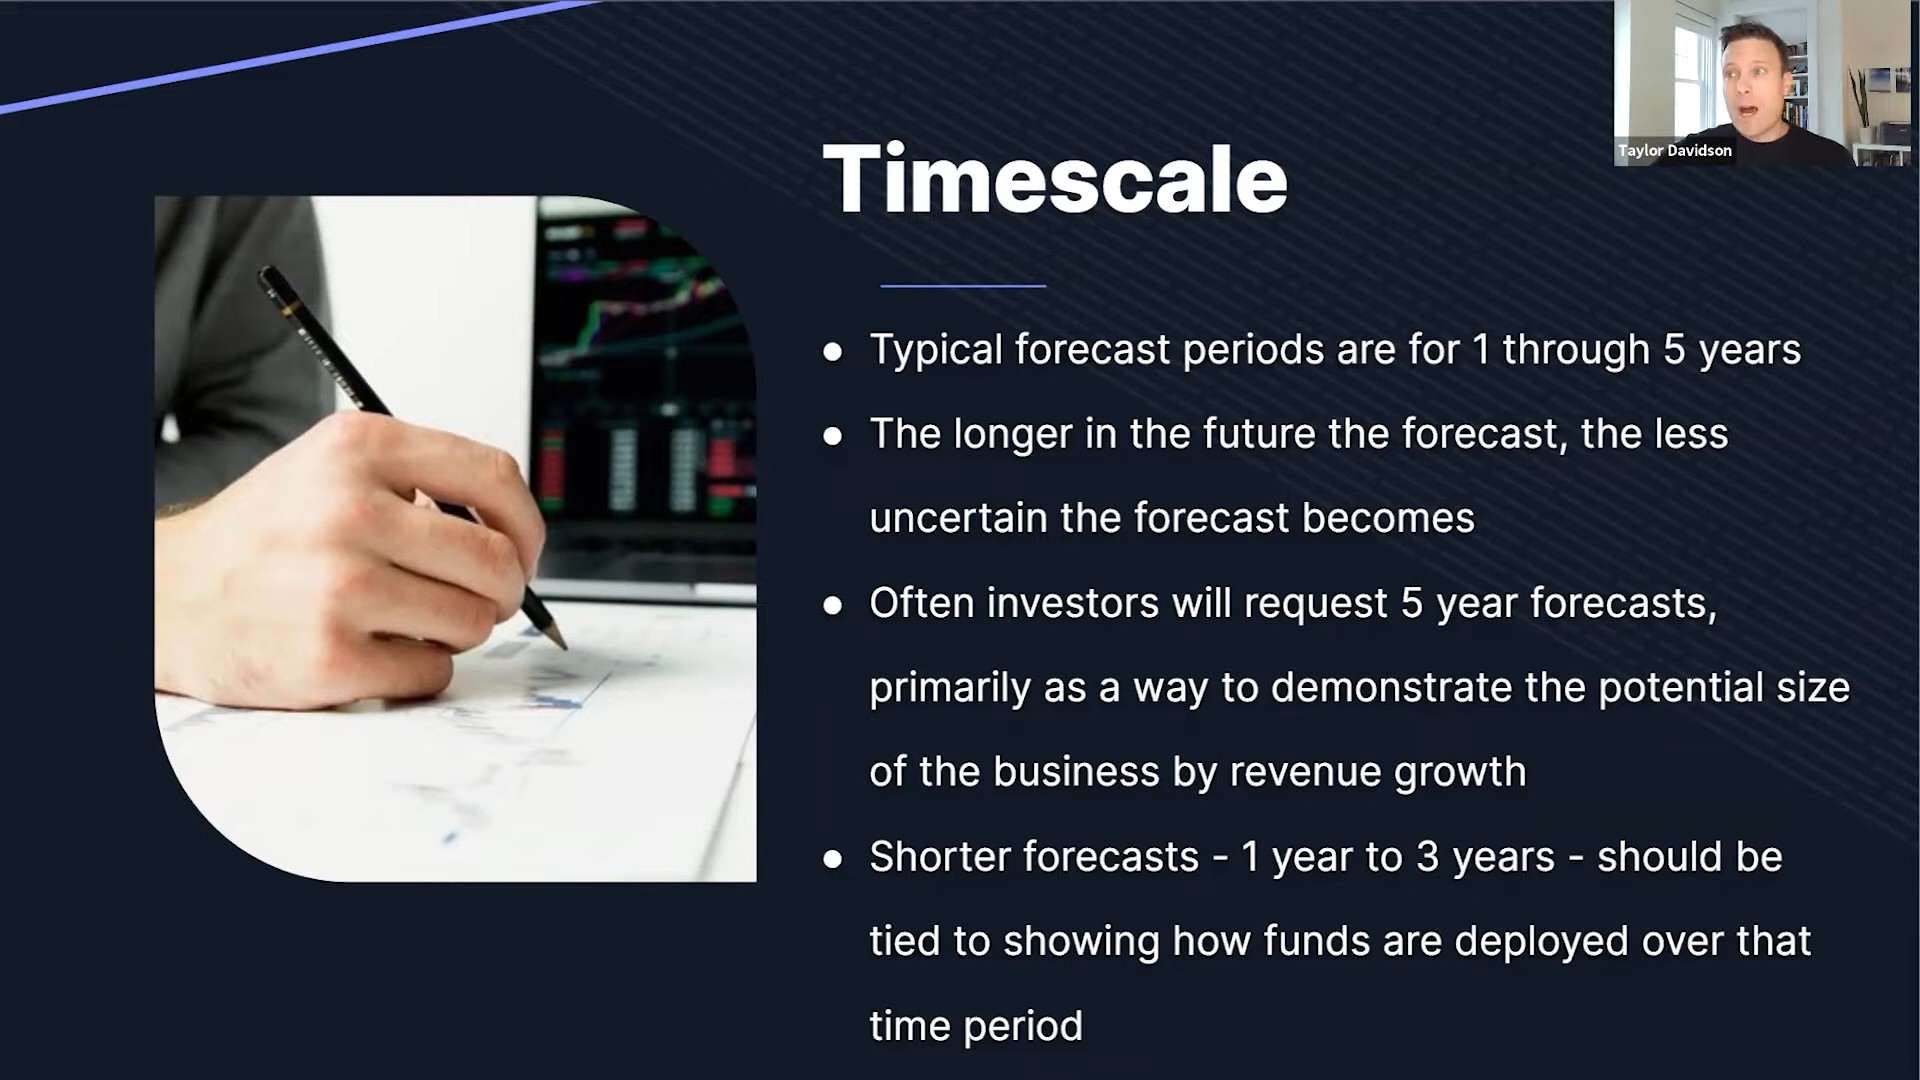 Taylor Davidson
Timescale
● Typical forecast periods are for 1 through 5 years
● The longer in the future the forecast, the less
uncertain the forecast becomes
● Often investors will request 5 year forecasts,
primarily as a way to demonstrate the potential size
of the business by revenue growth
● Shorter forecasts - 1 year to 3 years - should be
tied to showing how funds are deployed over that
time period